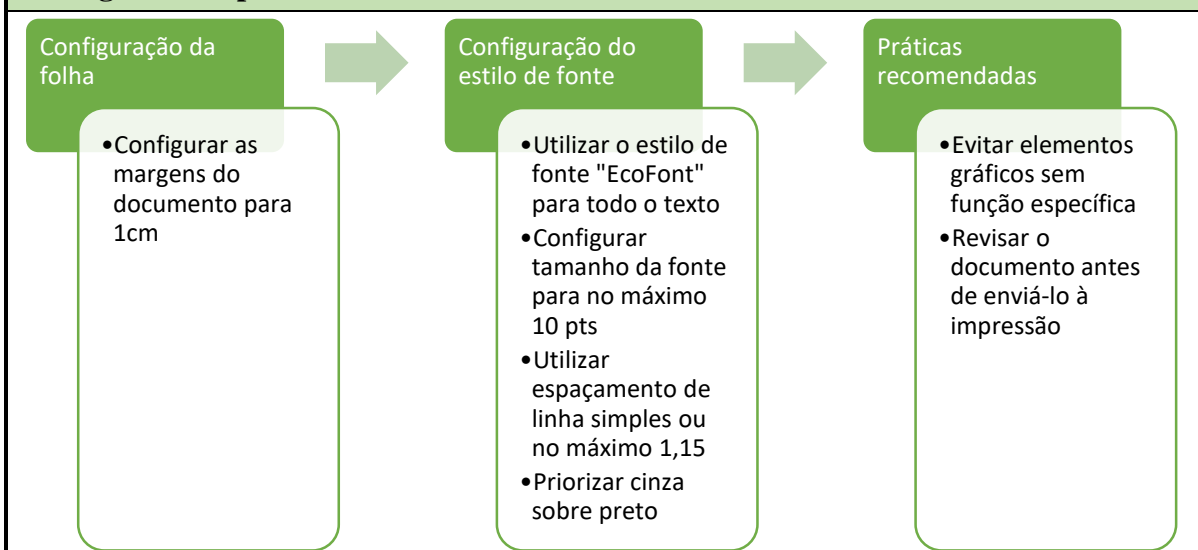 Configuração da
folha
•Configurar as
margens do
documento para
1cm
Configuração do
estilo de fonte
•Utilizar o estilo de
fonte "EcoFont"
para todo o texto
•Configurar
tamanho da fonte
para no máximo
10 pts
•Utilizar
espaçamento de
linha simples ou
no máximo 1,15
•Priorizar cinza
sobre preto
Práticas
recomendadas
•Evitar elementos
gráficos sem
função específica
•Revisar o
documento antes
de enviá-lo à
impressão